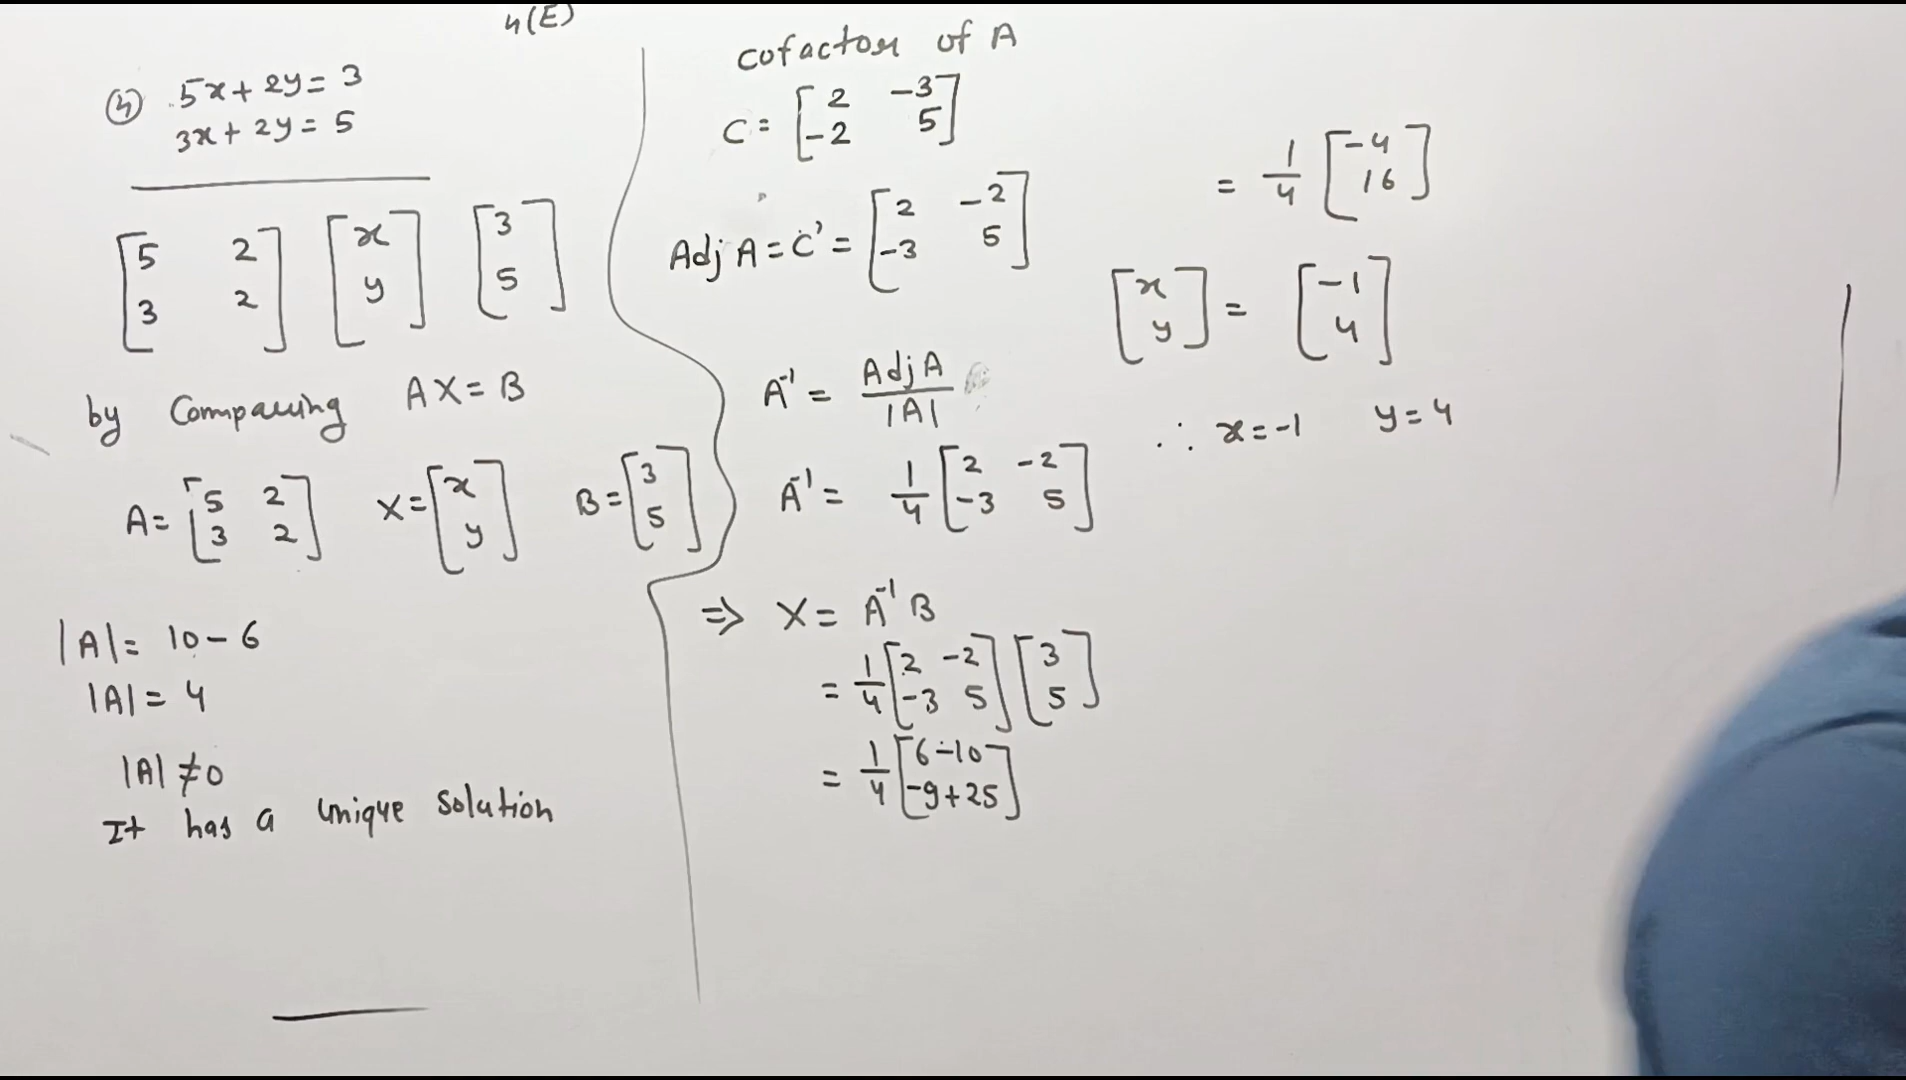 4(E)
④ 5x + 2y = 3
3x + 2y = 5
[5 2
3 2] [x
y] [3
5]
by Comparing AX = B
A = [5 2
3 2] X = [x
y] B = [3
5]
|A| = 10 - 6
|A| = 4
|A| ≠ 0
It has a unique solution
cofactor of A
C = [2 -3
-2 5]
Adj A = C' = [2 -2
-3 5]
A⁻¹ = Adj A
|A|
A⁻¹ = 1/4 [2 -2
-3 5]
⇒ X = A⁻¹ B
= 1/4 [2 -2
-3 5] [3
5]
= 1/4 [6 -10
-9 + 25]
= 1/4 [-4
16]
[x
y] = [-1
4]
∴ x = -1 y = 4